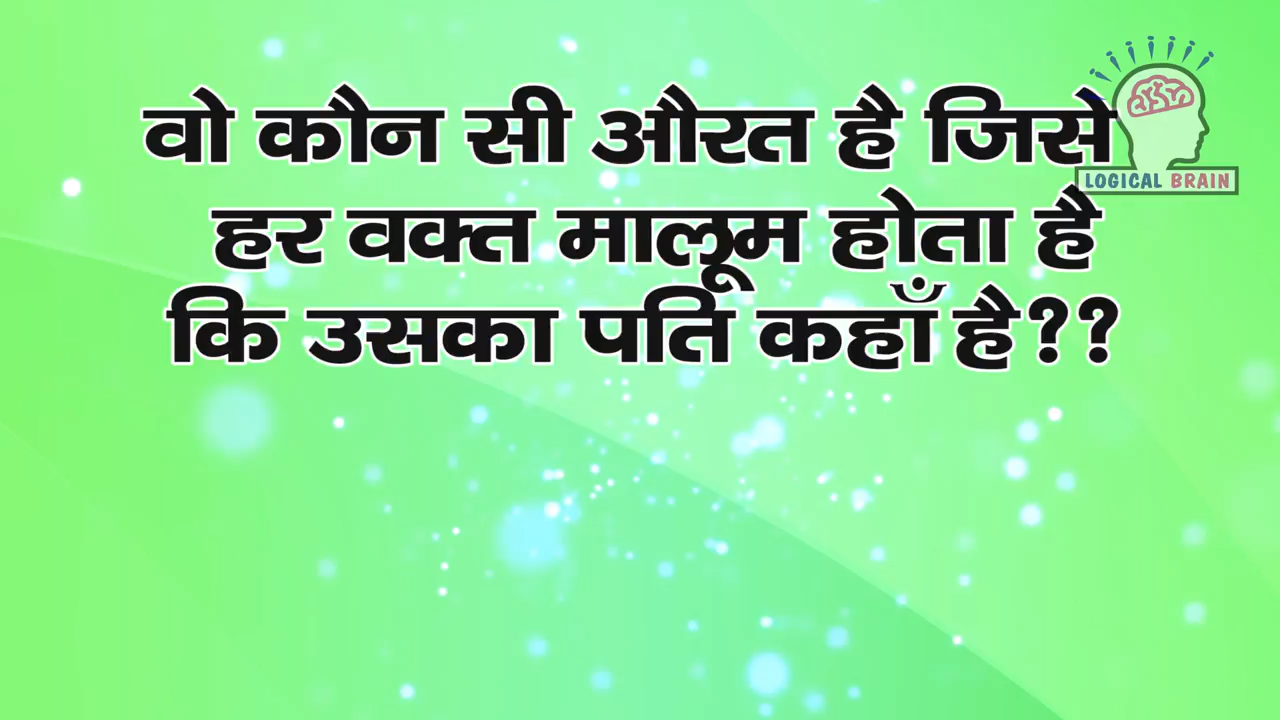 वो कौन सी औरत है जिसे
हर वक्त मालूम होता है
कि उसका पति कहाँ है??
LOGICAL BRAIN